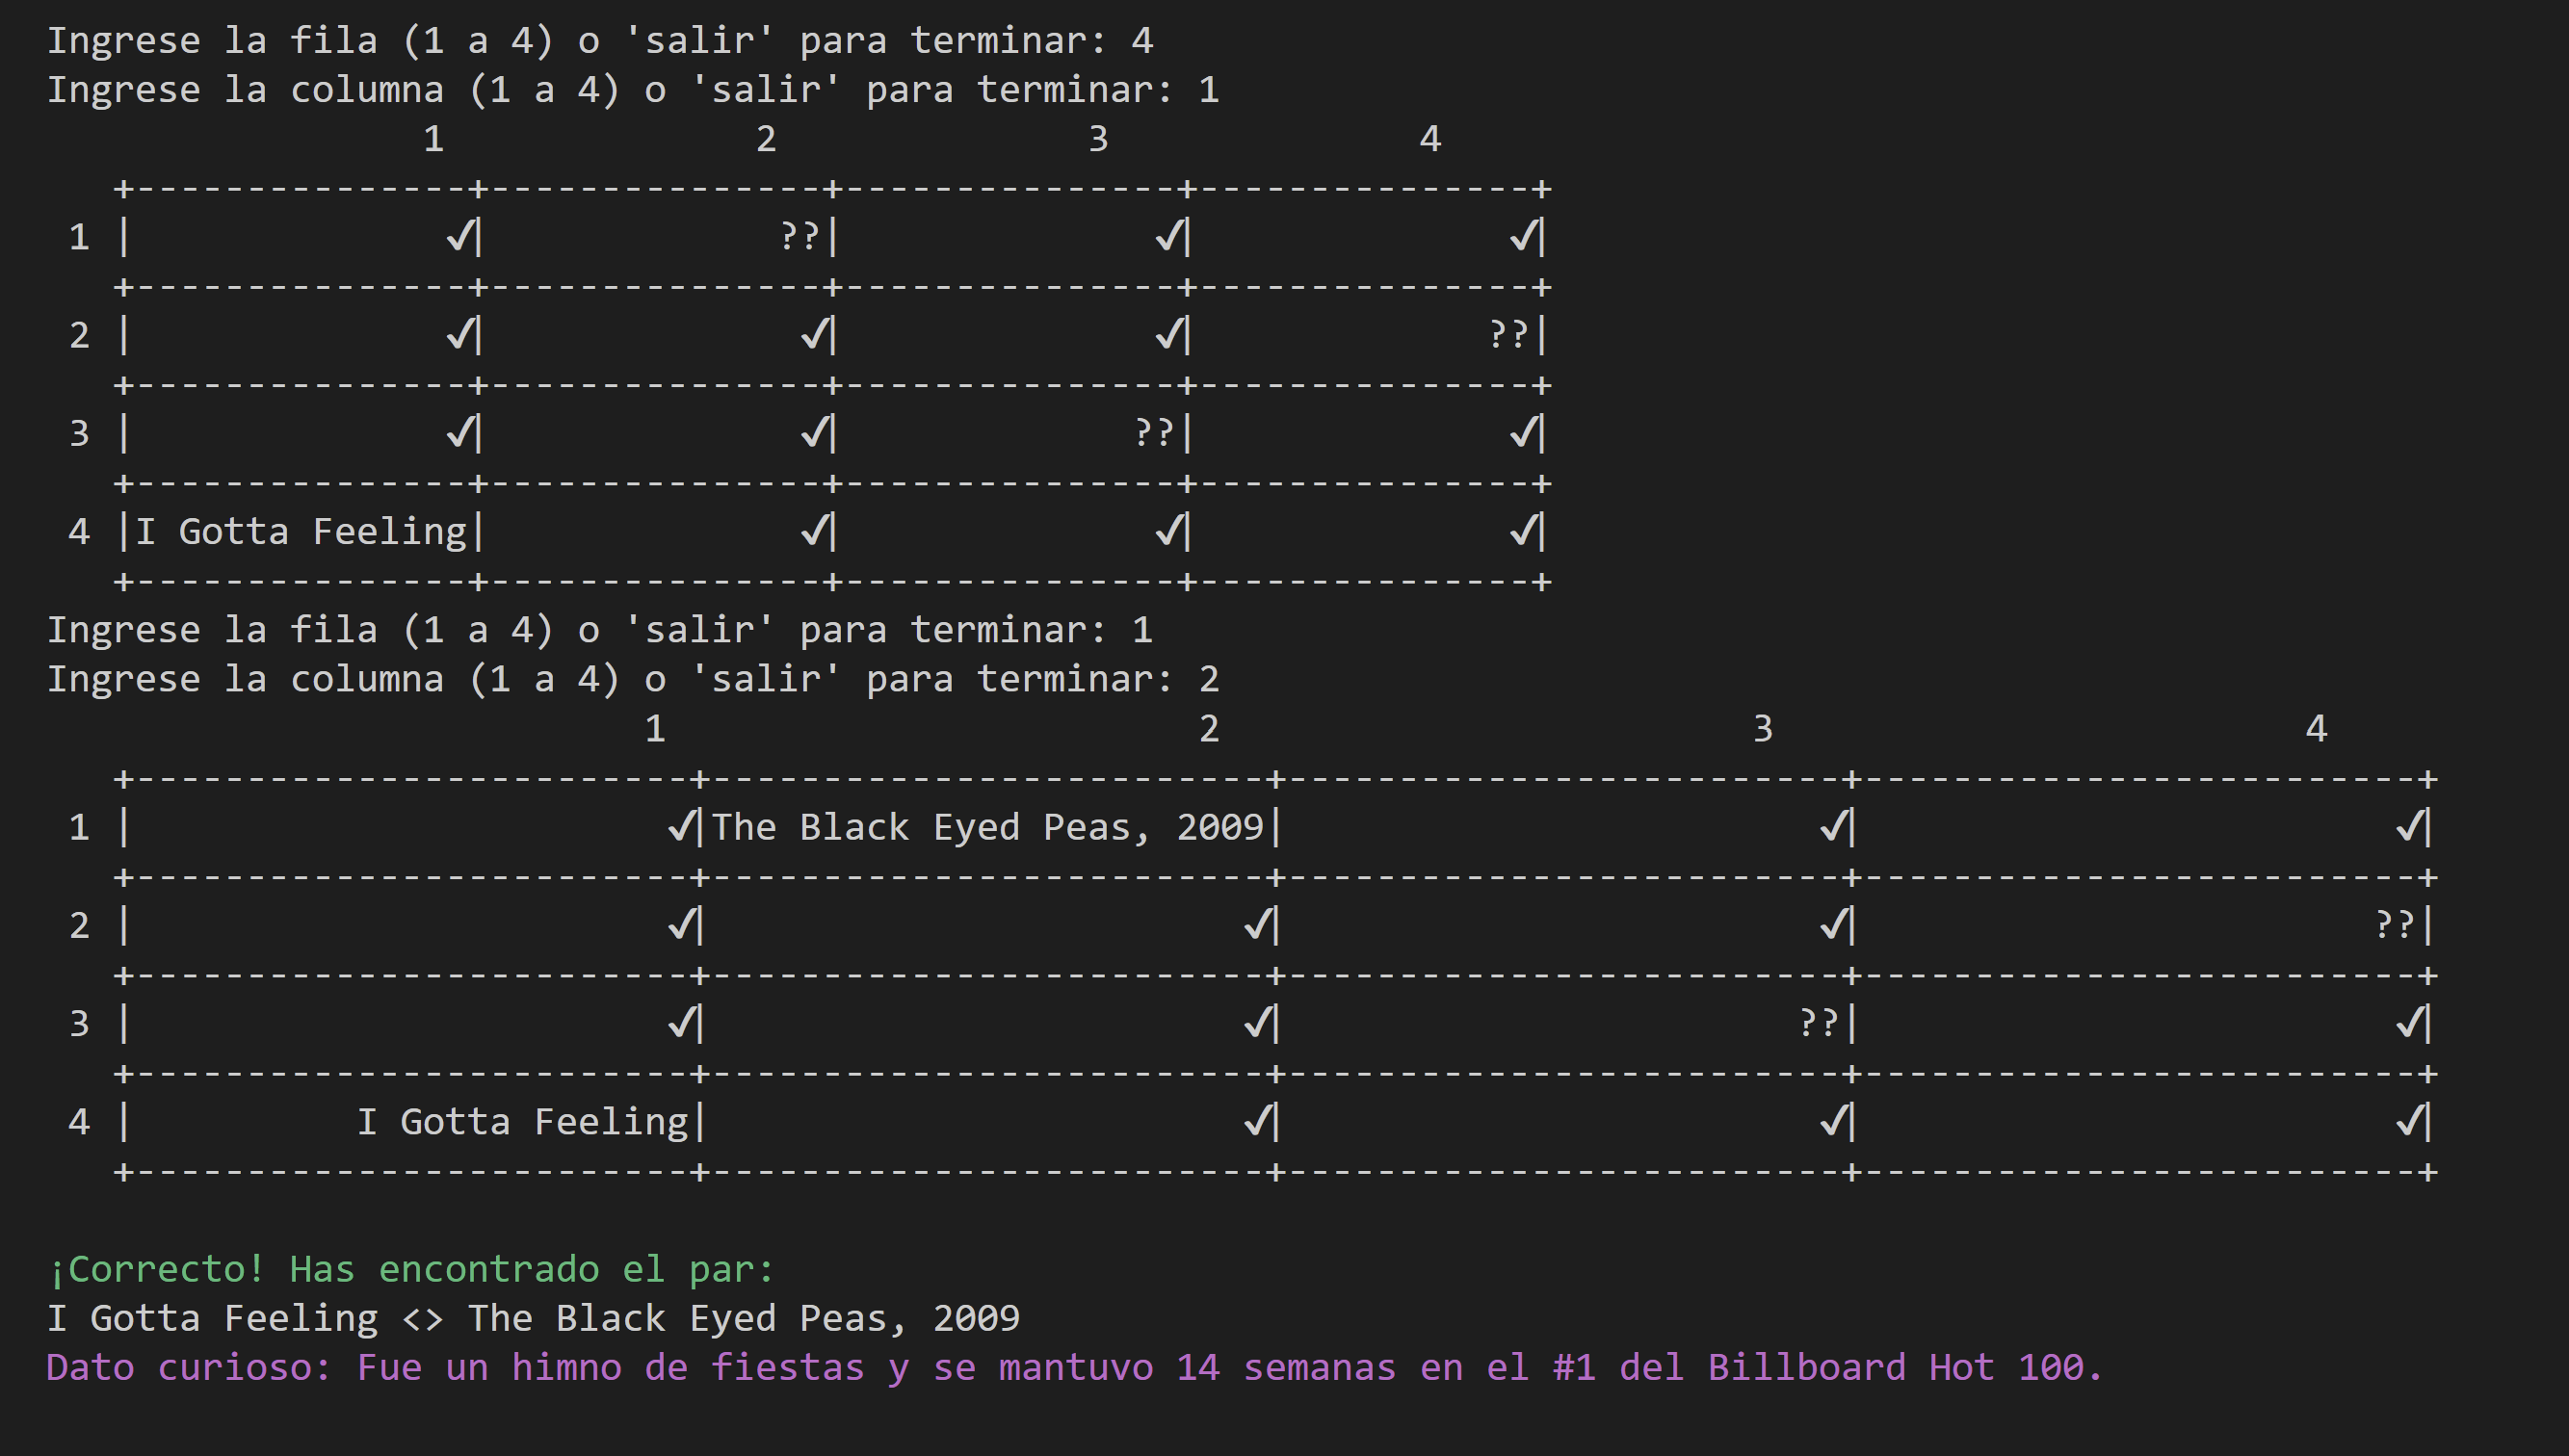 Ingrese la fila (1 a 4) o 'salir' para terminar: 4
Ingrese la columna (1 a 4) o 'salir' para terminar: 1
                 1              2              3              4
   +---------------+---------------+---------------+---------------+
 1 |              ✓|             ??|              ✓|              ✓|
   +---------------+---------------+---------------+---------------+
 2 |              ✓|              ✓|              ✓|             ??|
   +---------------+---------------+---------------+---------------+
 3 |              ✓|              ✓|             ??|              ✓|
   +---------------+---------------+---------------+---------------+
 4 |I Gotta Feeling|              ✓|              ✓|              ✓|
   +---------------+---------------+---------------+---------------+
Ingrese la fila (1 a 4) o 'salir' para terminar: 1
Ingrese la columna (1 a 4) o 'salir' para terminar: 2
                           1                        2                        3                        4
   +-------------------------+-------------------------+-------------------------+-------------------------+
 1 |                        ✓|The Black Eyed Peas, 2009|                        ✓|                        ✓|
   +-------------------------+-------------------------+-------------------------+-------------------------+
 2 |                        ✓|                        ✓|                        ✓|                       ??|
   +-------------------------+-------------------------+-------------------------+-------------------------+
 3 |                        ✓|                        ✓|                       ??|                        ✓|
   +-------------------------+-------------------------+-------------------------+-------------------------+
 4 |          I Gotta Feeling|                        ✓|                        ✓|                        ✓|
   +-------------------------+-------------------------+-------------------------+-------------------------+
¡Correcto! Has encontrado el par:
I Gotta Feeling <> The Black Eyed Peas, 2009
Dato curioso: Fue un himno de fiestas y se mantuvo 14 semanas en el #1 del Billboard Hot 100.